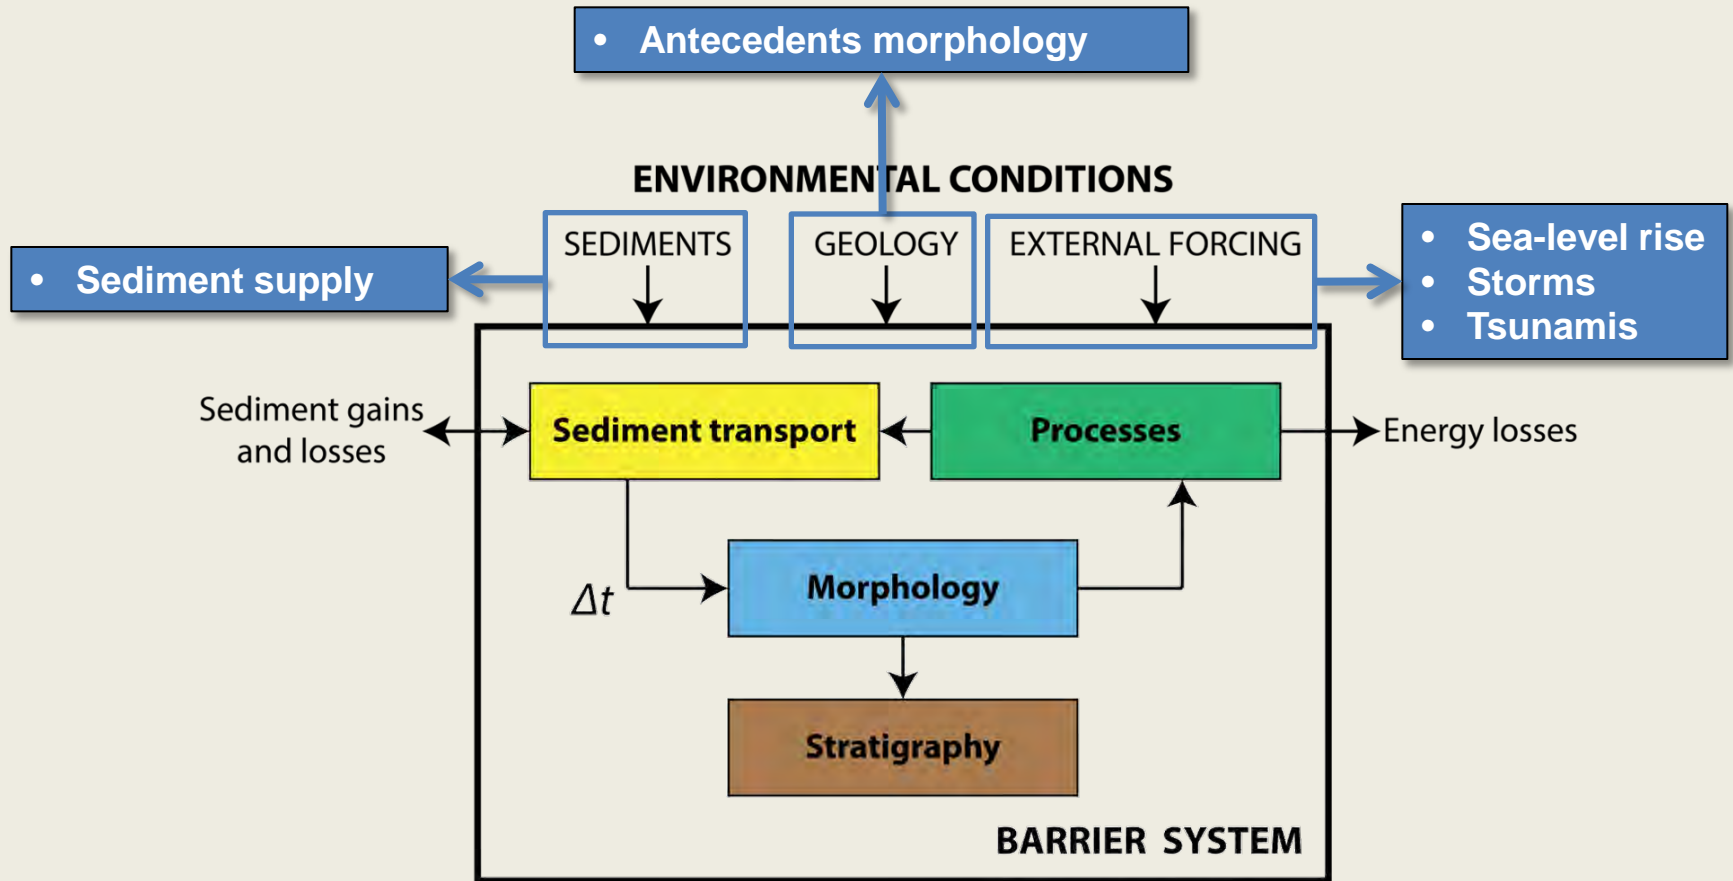 • Antecedents morphology
ENVIRONMENTAL CONDITIONS
SEDIMENTS
GEOLOGY
EXTERNAL FORCING
• Sediment supply
• Sea-level rise
• Storms
• Tsunamis
Sediment gains
and losses
Sediment transport
Processes
Energy losses
Δt
Morphology
Stratigraphy
BARRIER SYSTEM